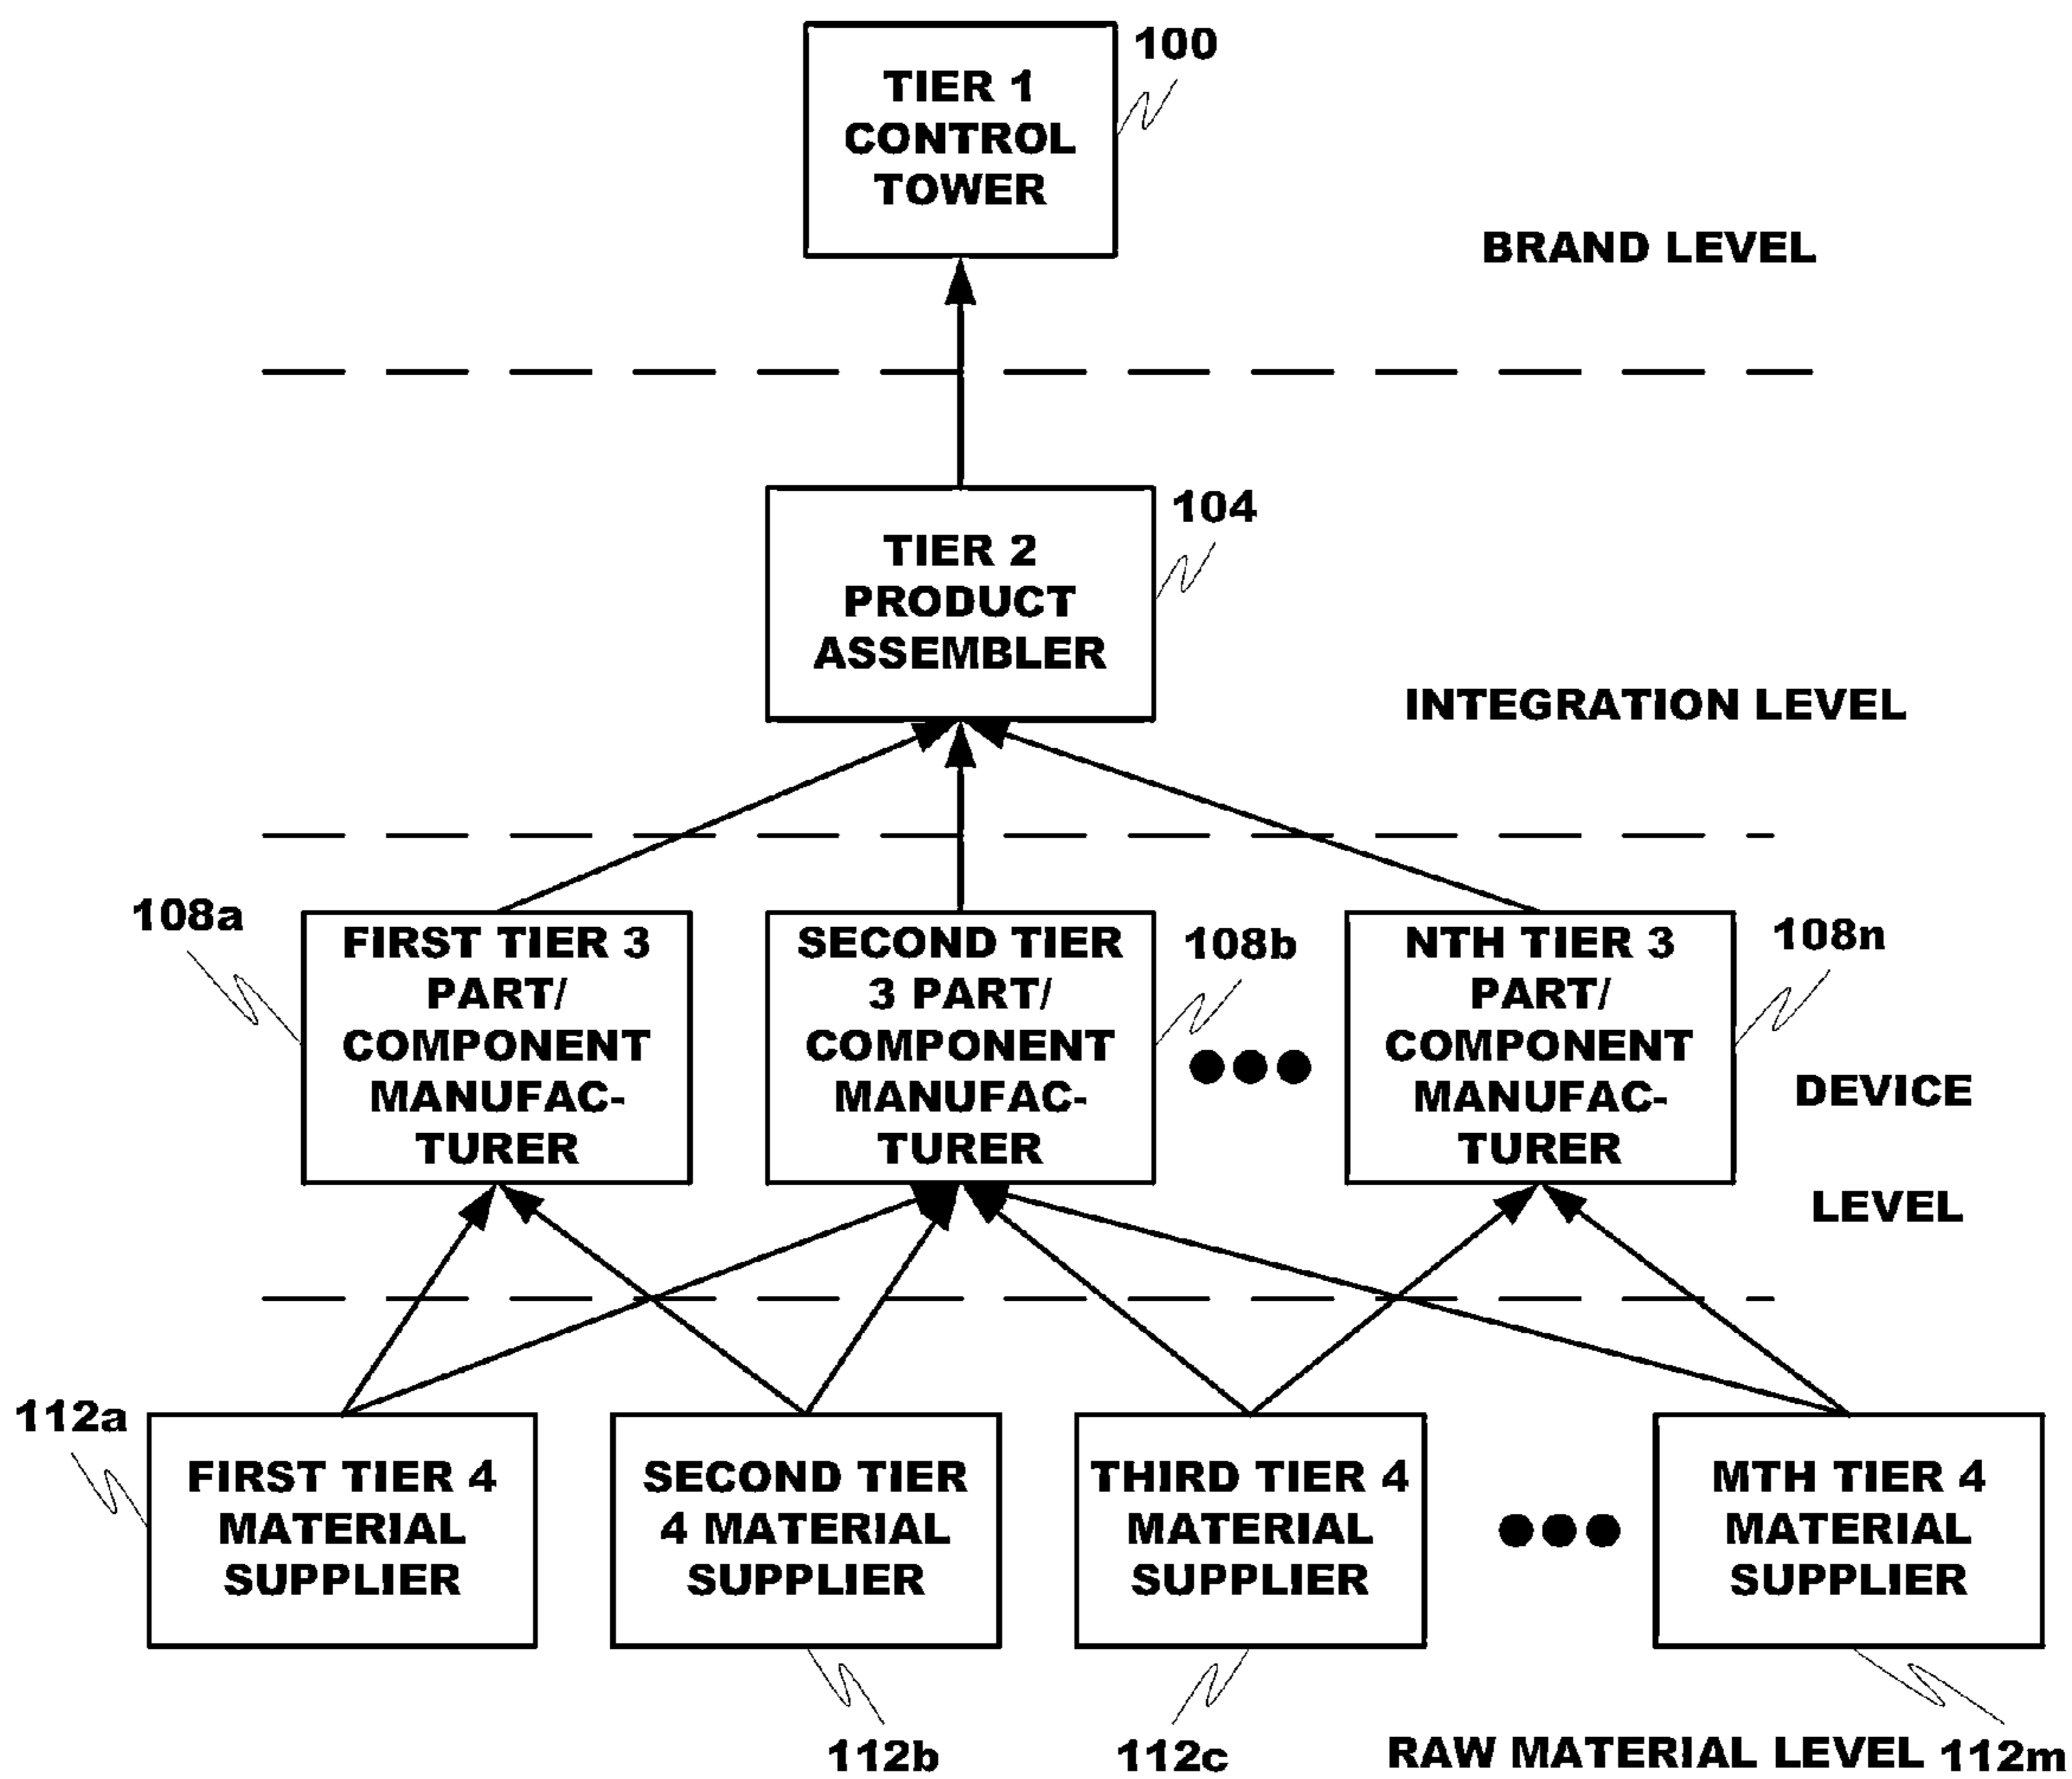 100
TIER 1
CONTROL
TOWER
BRAND LEVEL
104
TIER 2
PRODUCT
ASSEMBLER
INTEGRATION LEVEL
108a
FIRST TIER 3
PART/
COMPONENT
MANUFAC-
TURER
SECOND TIER
3 PART/
COMPONENT
MANUFAC-
TURER
108b
NTH TIER 3
PART/
COMPONENT
MANUFAC-
TURER
108n
DEVICE
LEVEL
112a
FIRST TIER 4
MATERIAL
SUPPLIER
SECOND TIER
4 MATERIAL
SUPPLIER
THIRD TIER 4
MATERIAL
SUPPLIER
MTH TIER 4
MATERIAL
SUPPLIER
112b
112c
RAW MATERIAL LEVEL
112m